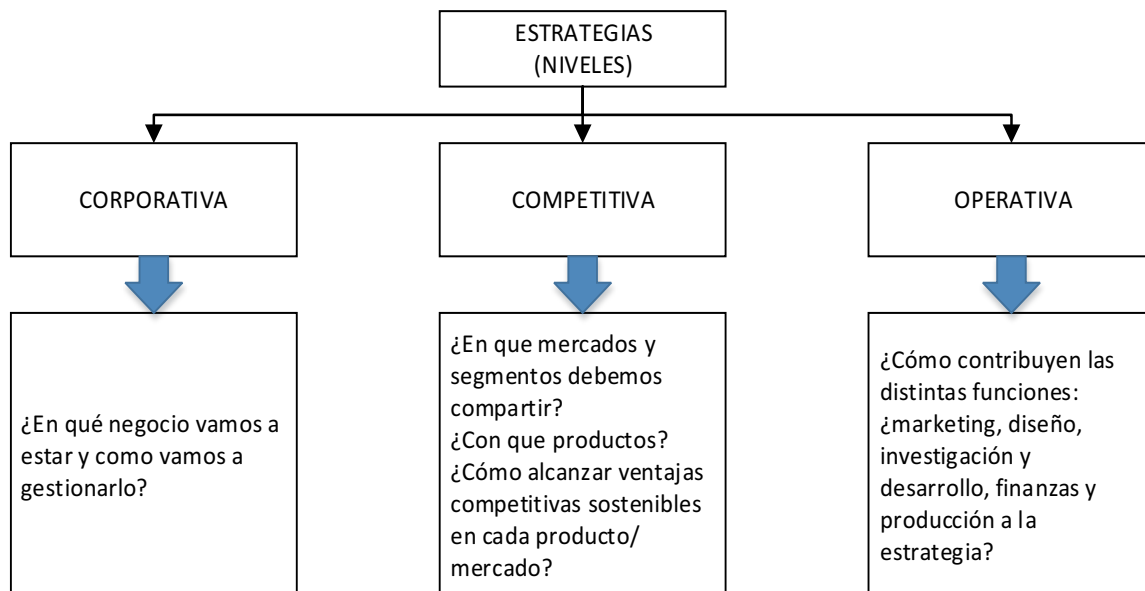 ESTRATEGIAS
(NIVELES)
CORPORATIVA
COMPETITIVA
OPERATIVA
¿En qué negocio vamos a
estar y como vamos a
gestionarlo?
¿En que mercados y
segmentos debemos
compartir?
¿Con que productos?
¿Cómo alcanzar ventajas
competitivas sostenibles
en cada producto/
mercado?
¿Cómo contribuyen las
distintas funciones:
¿marketing, diseño,
investigación y
desarrollo, finanzas y
producción a la
estrategia?